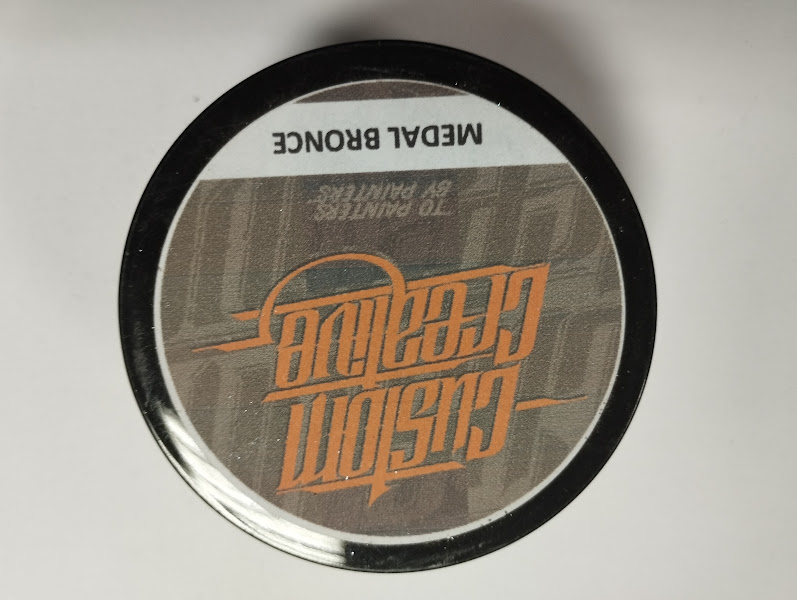 custom
creative
TO PAINTERS
BY PAINTERS
MEDAL BRONCE